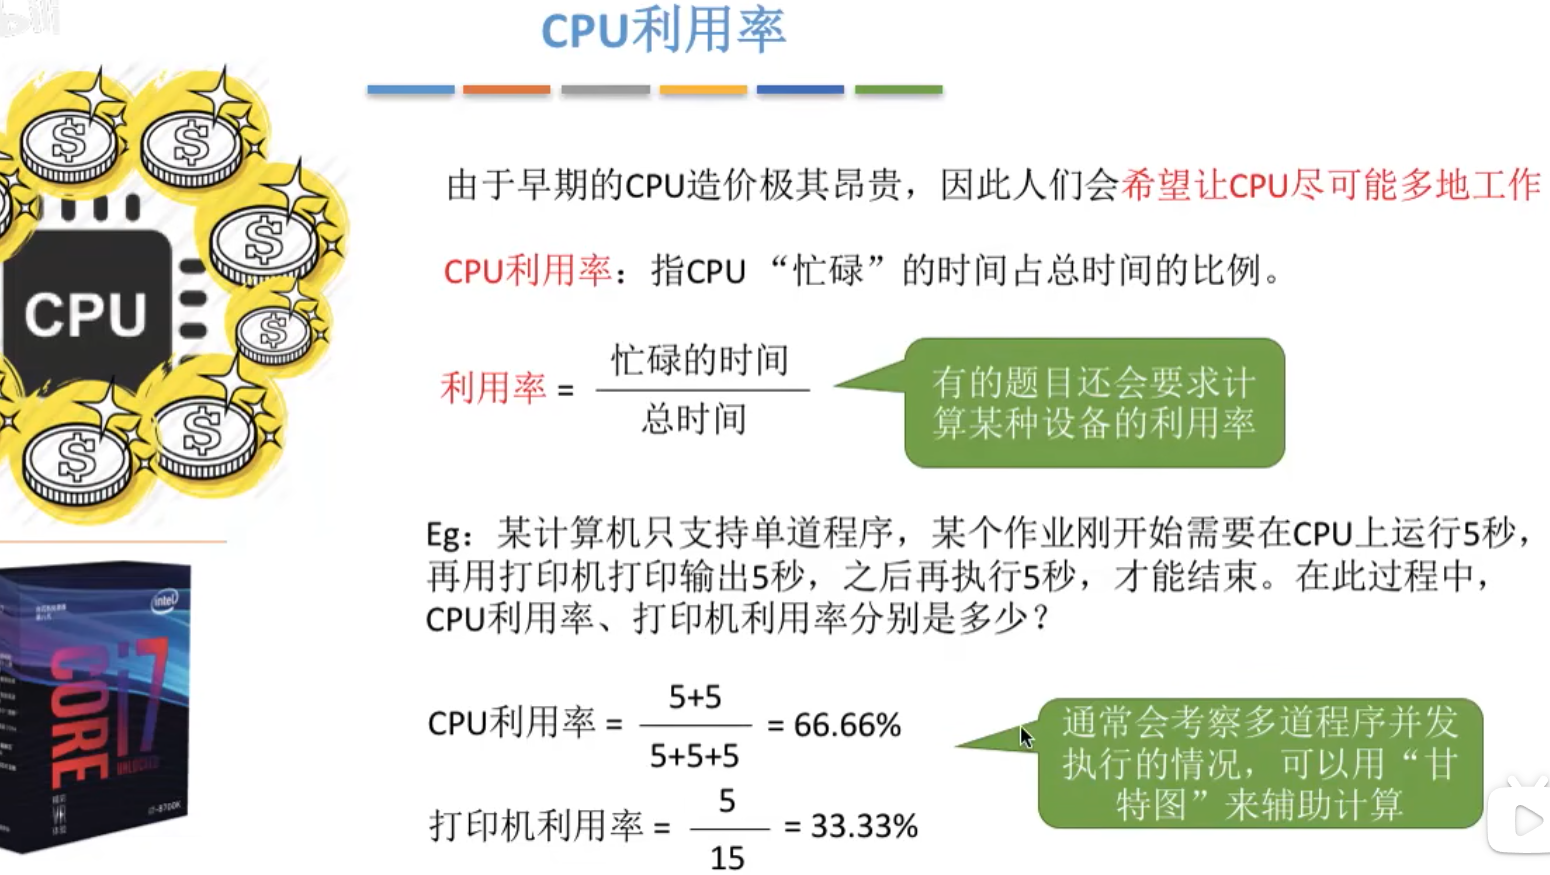 CPU利用率
由于早期的CPU造价极其昂贵，因此人们会希望让CPU尽可能多地工作
CPU利用率：指CPU “忙碌”的时间占总时间的比例。
利用率 =
忙碌的时间
总时间
有的题目还会要求计
算某种设备的利用率
CPU
Eg：某计算机只支持单道程序，某个作业刚开始需要在CPU上运行5秒，
再用打印机打印输出5秒，之后再执行5秒，才能结束。在此过程中，
CPU利用率、打印机利用率分别是多少？
CPU利用率 =
5+5
5+5+5
= 66.66%
通常会考察多道程序并发
执行的情况，可以用“甘
特图”来辅助计算
打印机利用率 =
5
15
= 33.33%
intel
CORE
i7
UNLOCKED
i7-8700K